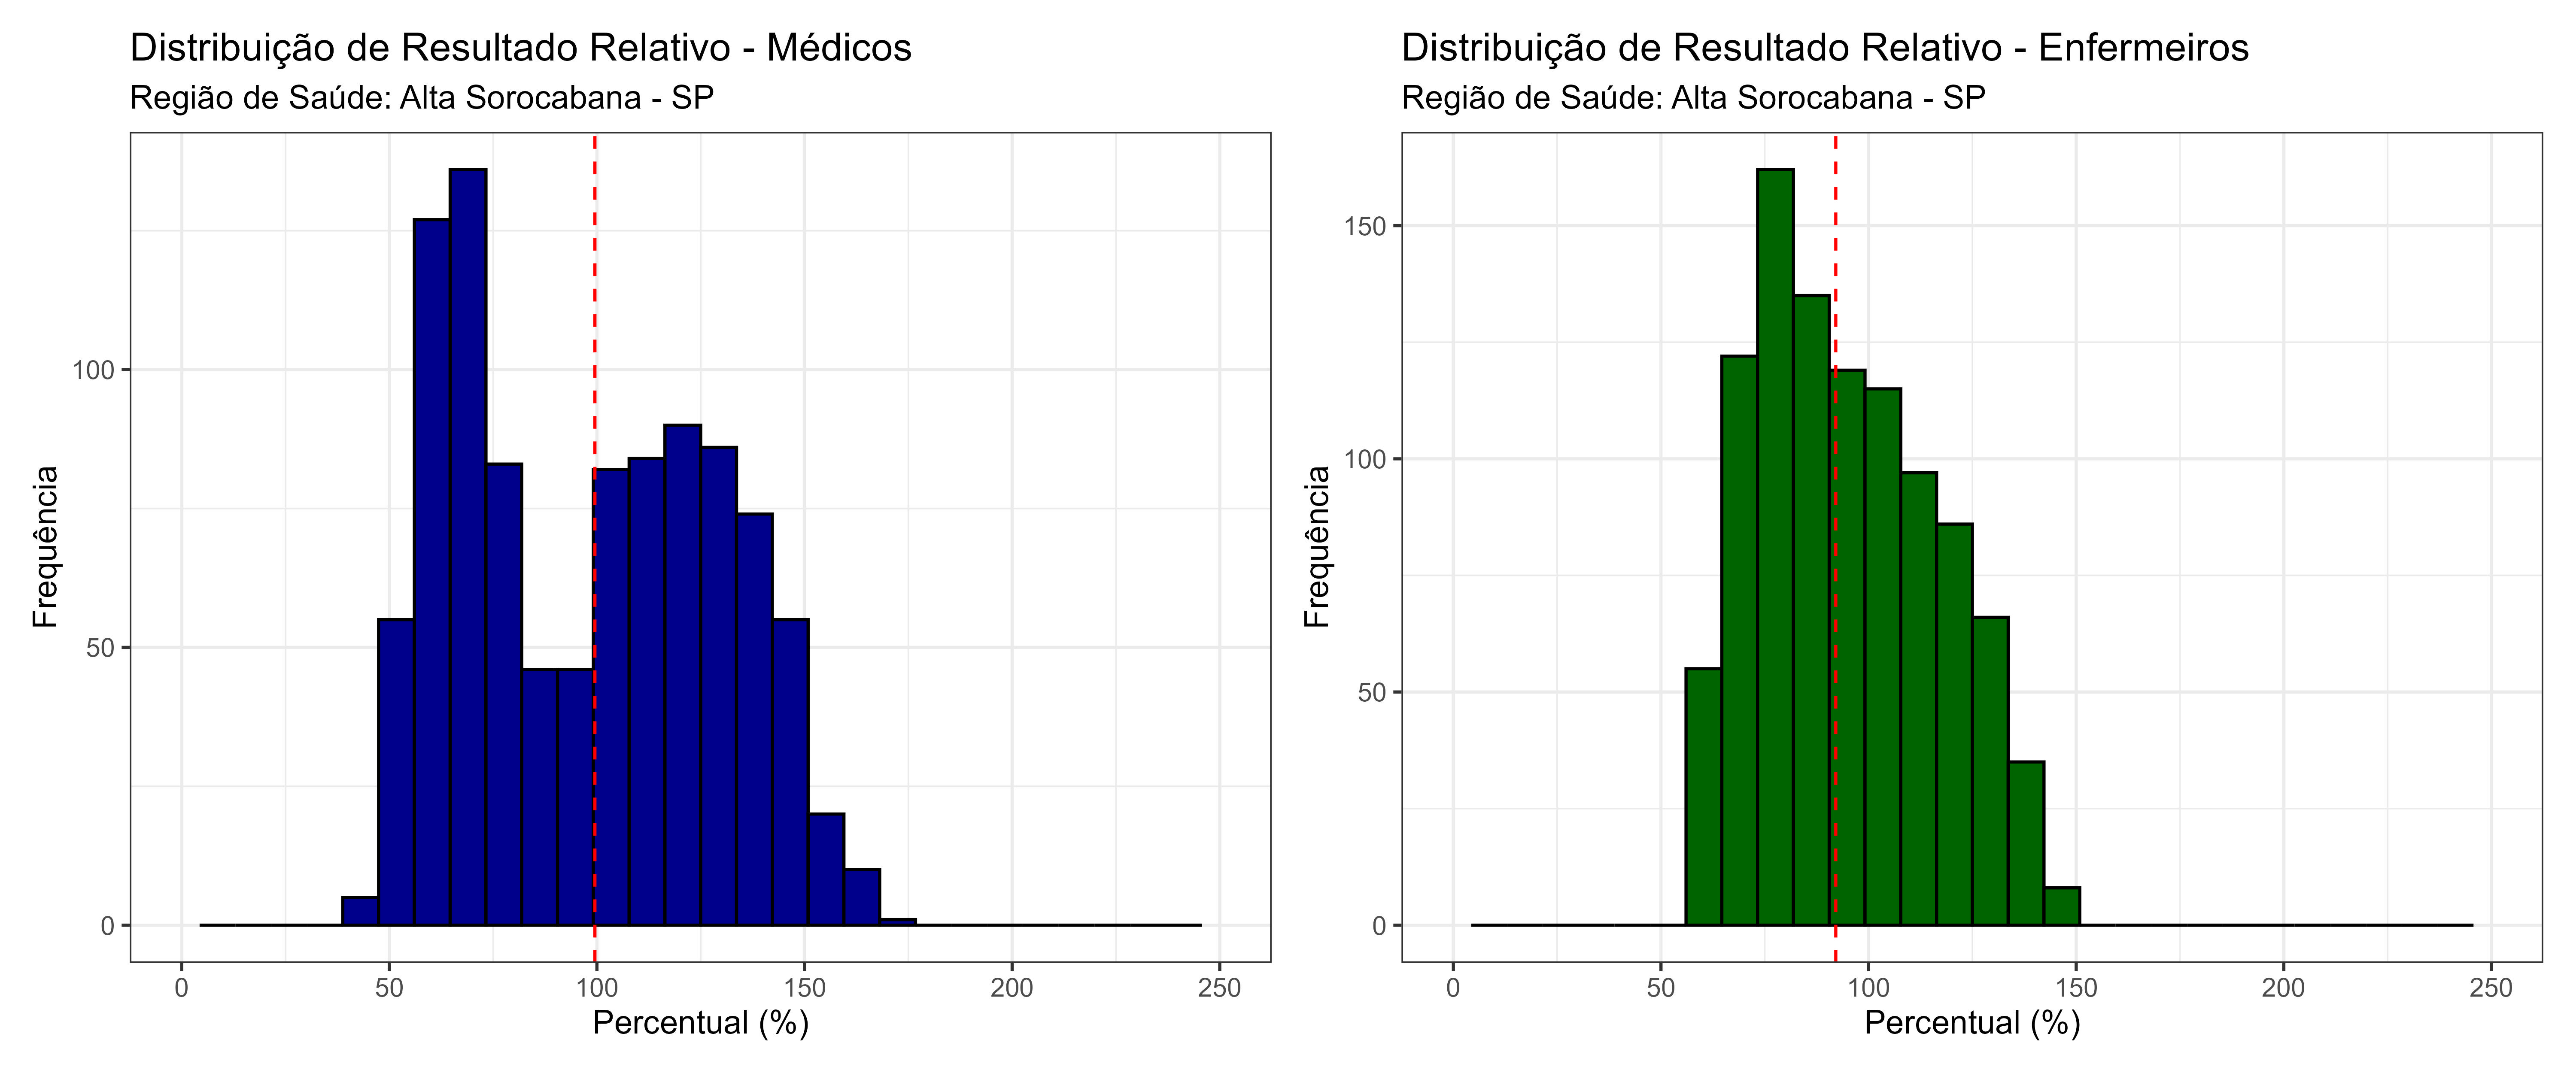 Distribuição de Resultado Relativo - Médicos
Região de Saúde: Alta Sorocabana - SP
Frequência
100
50
0
0 50 100 150 200 250
Percentual (%)
Distribuição de Resultado Relativo - Enfermeiros
Região de Saúde: Alta Sorocabana - SP
Frequência
150
100
50
0
0 50 100 150 200 250
Percentual (%)